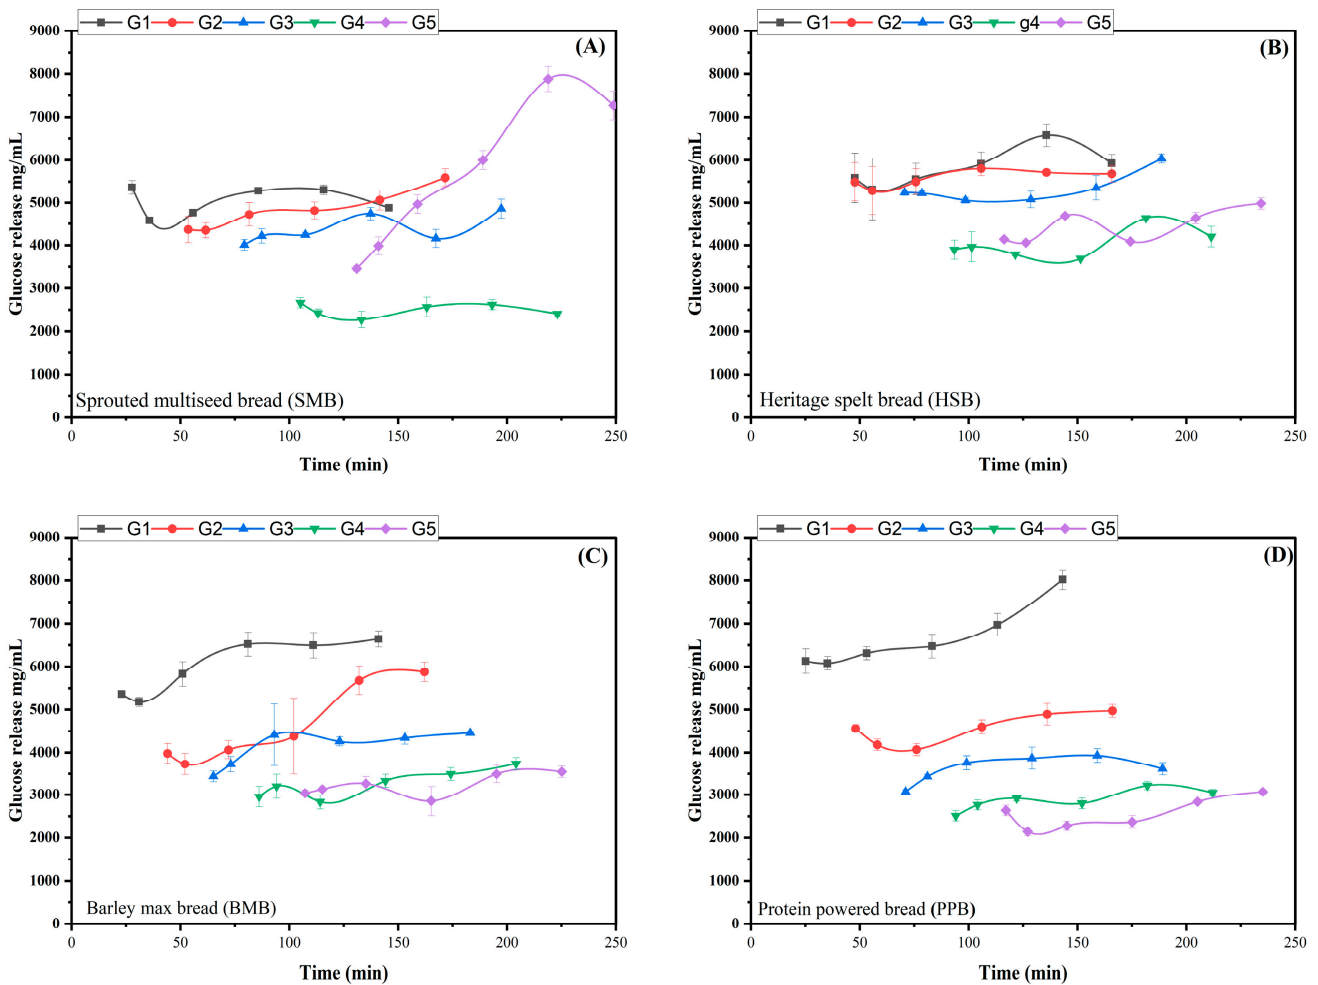 G1 G2 G3 G4 G5
(A)
9000
8000
7000
6000
5000
4000
3000
2000
1000
0
Glucose release mg/mL
Sprouted multiseed bread (SMB)
0 50 100 150 200 250
Time (min)
G1 G2 G3 g4 G5
(B)
9000
8000
7000
6000
5000
4000
3000
2000
1000
0
Glucose release mg/mL
Heritage spelt bread (HSB)
0 50 100 150 200 250
Time (min)
G1 G2 G3 G4 G5
(C)
9000
8000
7000
6000
5000
4000
3000
2000
1000
0
Glucose release mg/mL
Barley max bread (BMB)
0 50 100 150 200 250
Time (min)
G1 G2 G3 G4 G5
(D)
9000
8000
7000
6000
5000
4000
3000
2000
1000
0
Glucose release mg/mL
Protein powered bread (PPB)
0 50 100 150 200 250
Time (min)